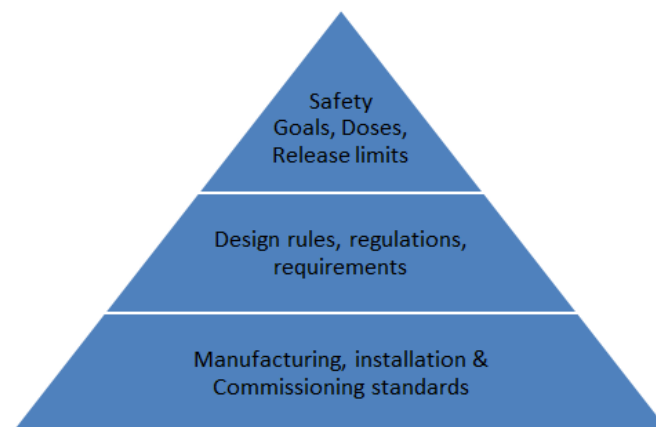 Safety
Goals, Doses,
Release limits
Design rules, regulations,
requirements
Manufacturing, installation &
Commissioning standards